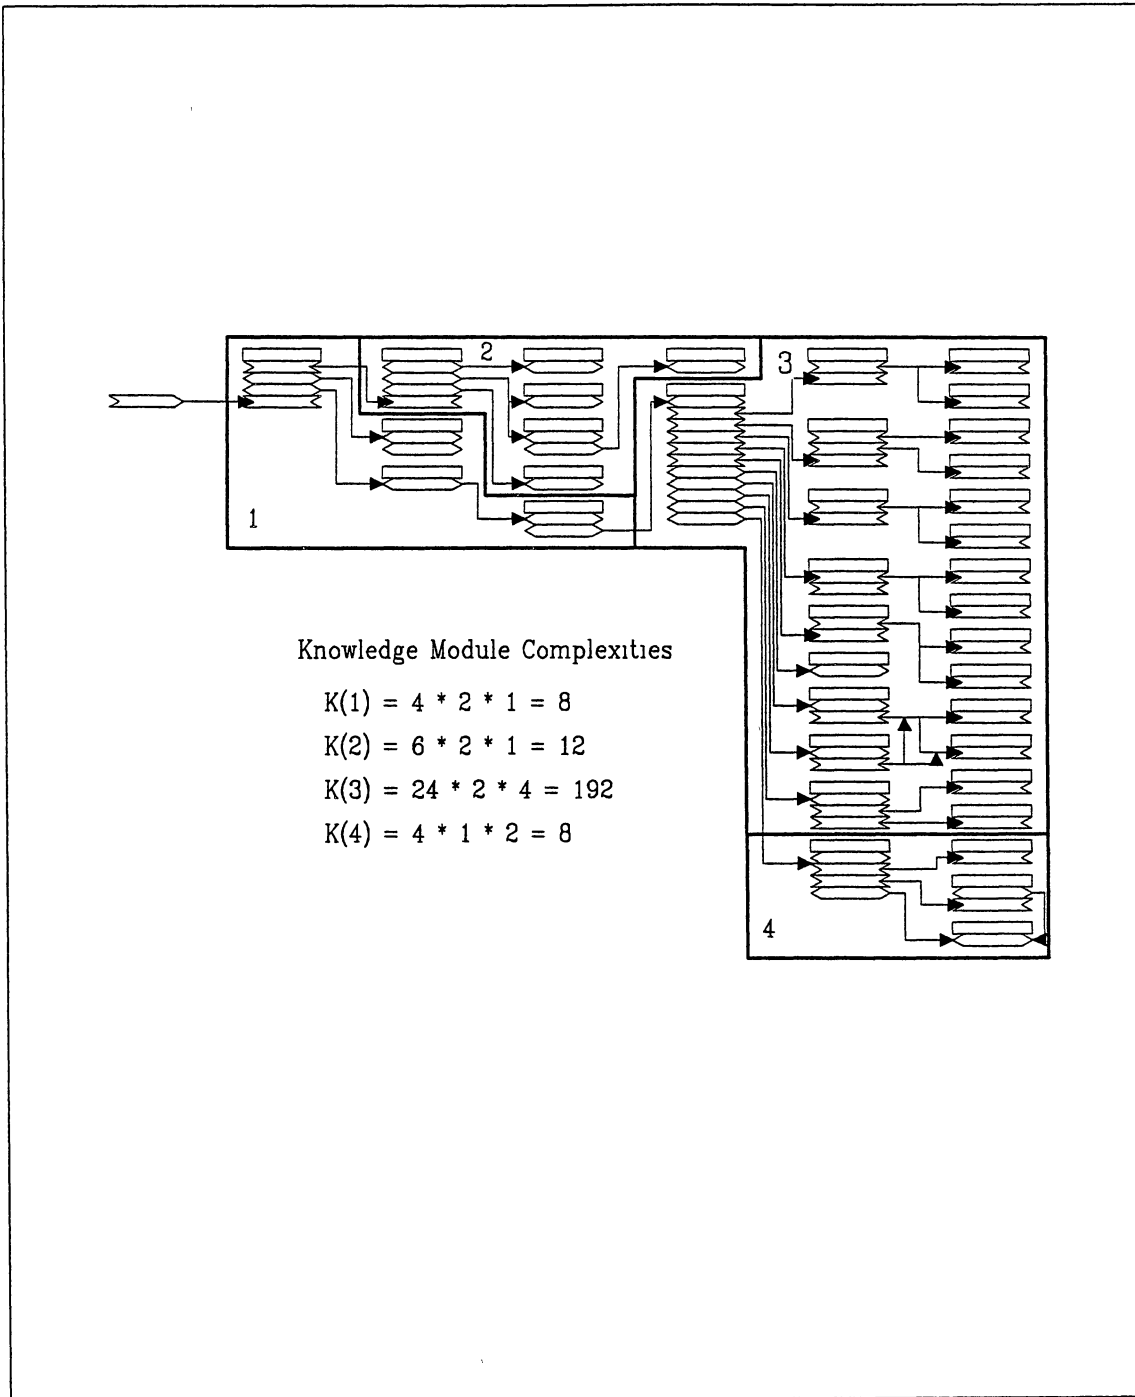 2
3
1
Knowledge Module Complexities
K(1) = 4 * 2 * 1 = 8
K(2) = 6 * 2 * 1 = 12
K(3) = 24 * 2 * 4 = 192
K(4) = 4 * 1 * 2 = 8
4